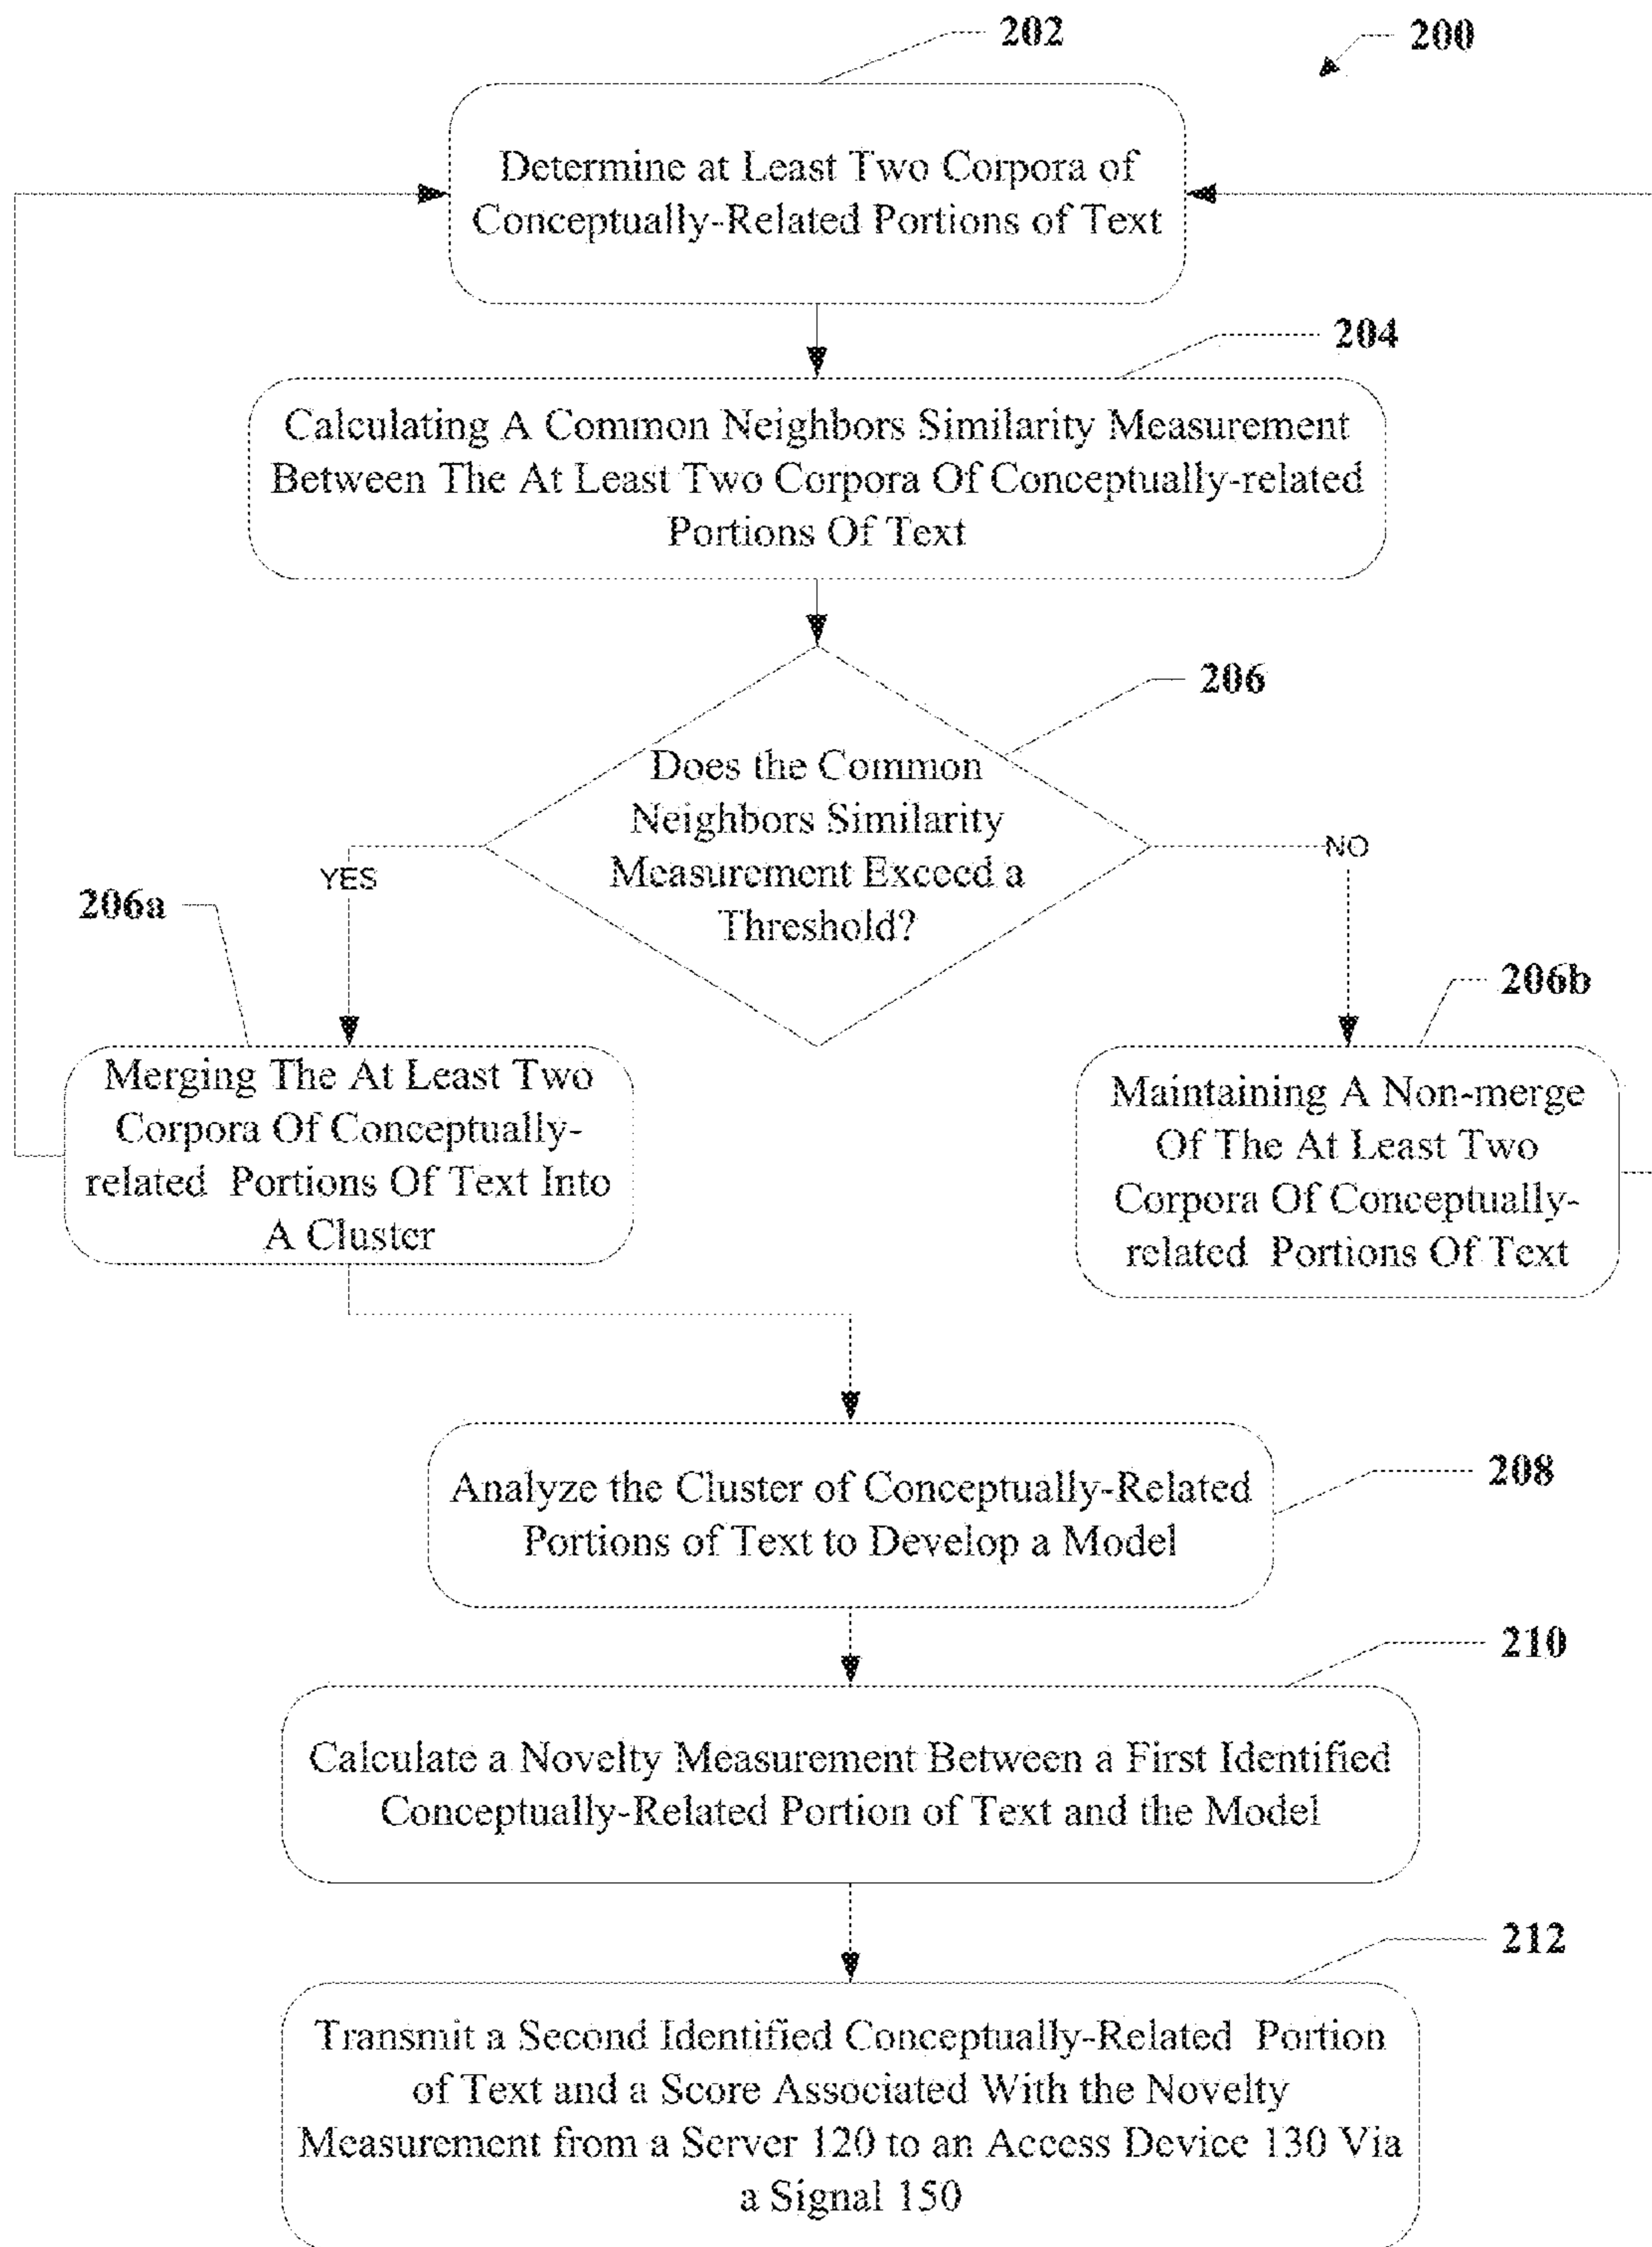 202
200
Determine at Least Two Corpora of
Conceptually-Related Portions of Text
204
Calculating A Common Neighbors Similarity Measurement
Between The At Least Two Corpora Of Conceptually-related
Portions Of Text
206
Does the Common
Neighbors Similarity
Measurement Exceed a
Threshold?
YES
NO
206a
206b
Merging The At Least Two
Corpora Of Conceptually-
related Portions Of Text Into
A Cluster
Maintaining A Non-merge
Of The At Least Two
Corpora Of Conceptually-
related Portions Of Text
208
Analyze the Cluster of Conceptually-Related
Portions of Text to Develop a Model
210
Calculate a Novelty Measurement Between a First Identified
Conceptually-Related Portion of Text and the Model
212
Transmit a Second Identified Conceptually-Related Portion
of Text and a Score Associated With the Novelty
Measurement from a Server 120 to an Access Device 130 Via
a Signal 150